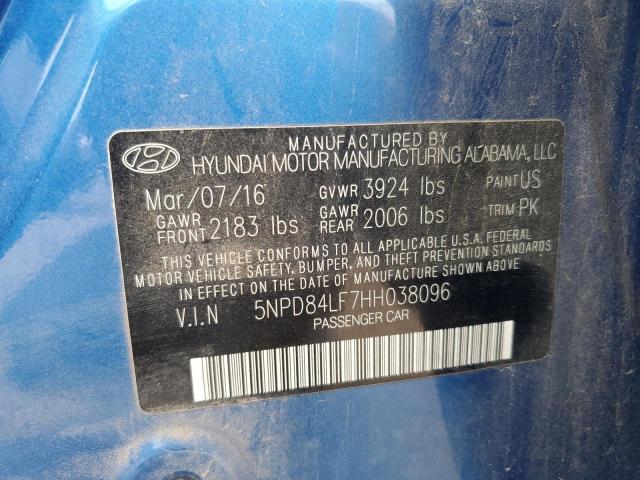 MANUFACTURED BY
HYUNDAI MOTOR MANUFACTURING ALABAMA, LLC
Mar/07/16 GVWR 3924 lbs PAINT US
GAWR FRONT 2183 lbs GAWR REAR 2006 lbs TRIM PK
THIS VEHICLE CONFORMS TO ALL APPLICABLE U.S.A. FEDERAL
MOTOR VEHICLE SAFETY, BUMPER, AND THEFT PREVENTION
STANDARDS IN EFFECT ON THE DATE OF MANUFACTURE SHOWN ABOVE.
V.I.N 5NPD84LF7HH038096
PASSENGER CAR